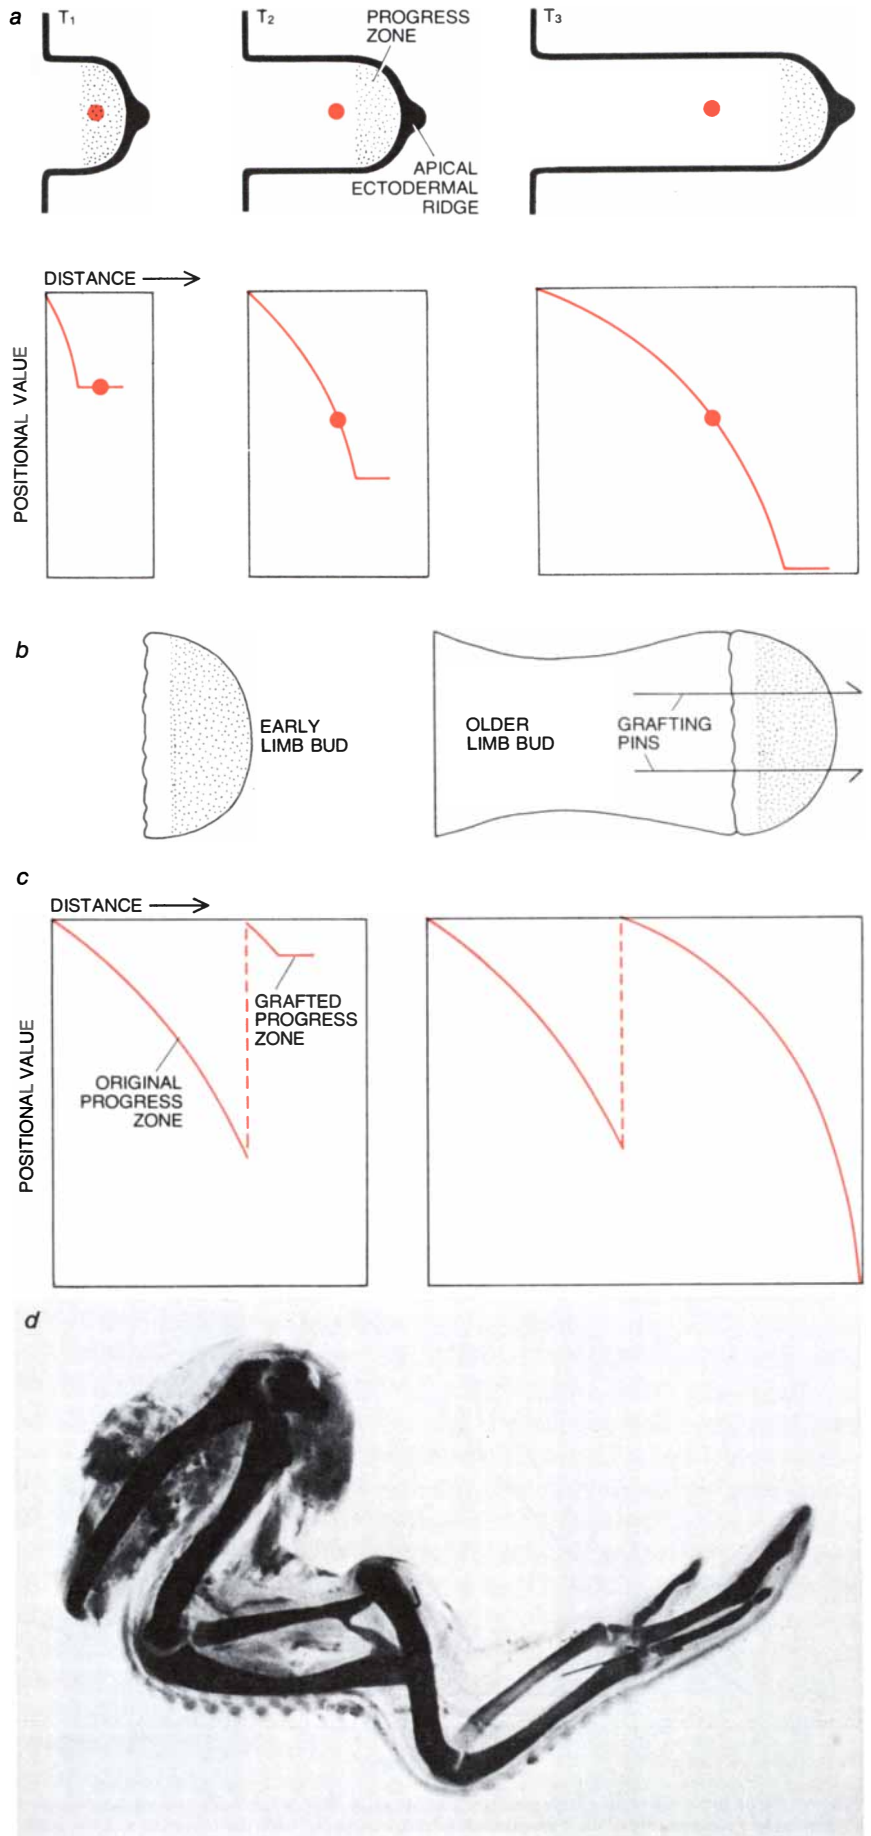 a
T1
T2
T3
PROGRESS
ZONE
APICAL
ECTODERMAL
RIDGE
DISTANCE
POSITIONAL VALUE
b
EARLY
LIMB BUD
OLDER
LIMB BUD
GRAFTING
PINS
c
DISTANCE
POSITIONAL VALUE
GRAFTED
PROGRESS
ZONE
ORIGINAL
PROGRESS
ZONE
d